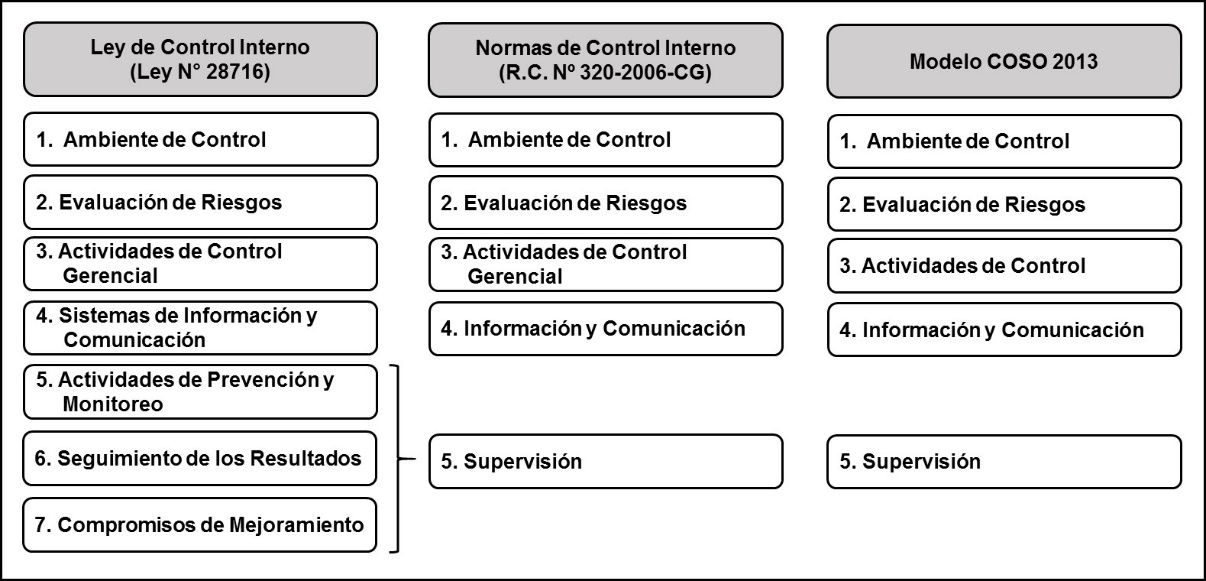 Ley de Control Interno
(Ley N° 28716)
1. Ambiente de Control
2. Evaluación de Riesgos
3. Actividades de Control
Gerencial
4. Sistemas de Información y
Comunicación
5. Actividades de Prevención y
Monitoreo
6. Seguimiento de los Resultados
7. Compromisos de Mejoramiento
Normas de Control Interno
(R.C. Nº 320-2006-CG)
1. Ambiente de Control
2. Evaluación de Riesgos
3. Actividades de Control
Gerencial
4. Información y Comunicación
5. Supervisión
Modelo COSO 2013
1. Ambiente de Control
2. Evaluación de Riesgos
3. Actividades de Control
4. Información y Comunicación
5. Supervisión